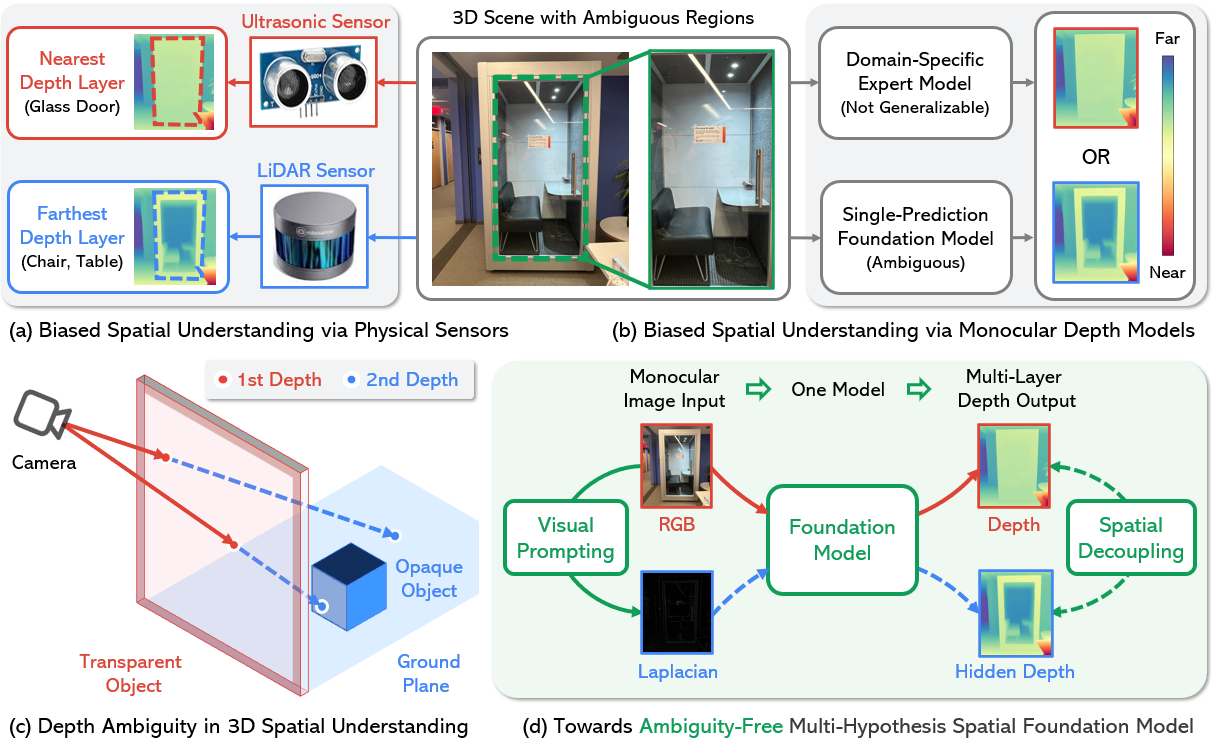 Ultrasonic Sensor
Nearest
Depth Layer
(Glass Door)
LiDAR Sensor
Farthest
Depth Layer
(Chair, Table)
(a) Biased Spatial Understanding via Physical Sensors
3D Scene with Ambiguous Regions
Domain-Specific
Expert Model
(Not Generalizable)
Single-Prediction
Foundation Model
(Ambiguous)
OR
Far
Near
(b) Biased Spatial Understanding via Monocular Depth Models
1st Depth
2nd Depth
Camera
Opaque
Object
Transparent
Object
Ground
Plane
(c) Depth Ambiguity in 3D Spatial Understanding
Monocular
Image Input
One Model
Multi-Layer
Depth Output
Visual
Prompting
RGB
Laplacian
Foundation
Model
Depth
Hidden Depth
Spatial
Decoupling
(d) Towards Ambiguity-Free Multi-Hypothesis Spatial Foundation Model